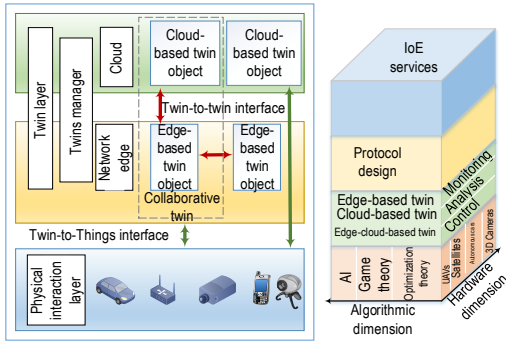 Cloud-
based twin
object
Cloud-
based twin
object
Cloud
Twin layer
Twins manager
Twin-to-twin interface
Network
edge
Edge-
based
twin
object
Edge-
based
twin
object
Collaborative
twin
Twin-to-Things interface
Physical
interaction
layer
IoE
services
Protocol
design
Edge-based twin
Cloud-based twin
Edge-cloud-based twin
Monitoring
Analysis
Control
AI
Game
theory
Optimization
theory
UAVs
Satellites
Autonomous cars
3D Cameras
Algorithmic
dimension
Hardware
dimension